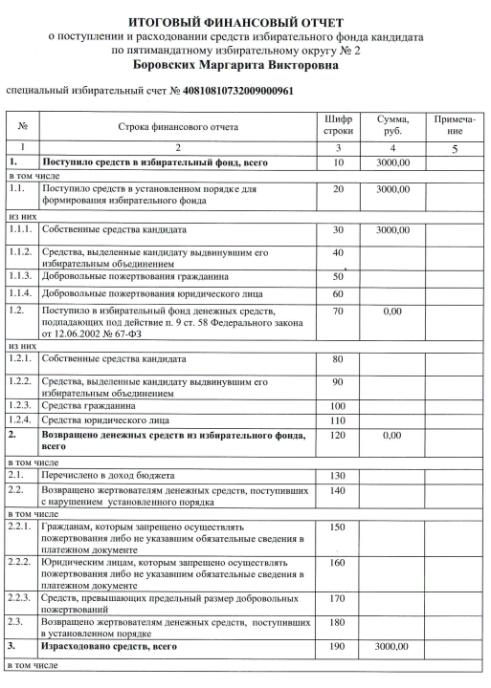 ИТОГОВЫЙ ФИНАНСОВЫЙ ОТЧЕТ
о поступлении и расходовании средств избирательного фонда кандидата
по пятимандатному избирательному округу № 2
Боровских Маргарита Викторовна
специальный избирательный счет № 40810810732009000961
№ Строка финансового отчета Шифр строки Сумма, руб. Примеча-ние
1 2 3 4 5
1. Поступило средств в избирательный фонд, всего 10 3000,00
в том числе
1.1. Поступило средств в установленном порядке для
формирования избирательного фонда 20 3000,00
из них
1.1.1. Собственные средства кандидата 30 3000,00
1.1.2. Средства, выделенные кандидату выдвинувшим его
избирательным объединением 40
1.1.3. Добровольные пожертвования гражданина 50
1.1.4. Добровольные пожертвования юридического лица 60
1.2. Поступило в избирательный фонд денежных средств,
подпадающих под действие п. 9 ст. 58 Федерального закона
от 12.06.2002 № 67-ФЗ 70 0,00
из них
1.2.1. Собственные средства кандидата 80
1.2.2. Средства, выделенные кандидату выдвинувшим его
избирательным объединением 90
1.2.3. Средства гражданина 100
1.2.4. Средства юридического лица 110
2. Возвращено денежных средств из избирательного фонда,
всего 120 0,00
в том числе
2.1. Перечислено в доход бюджета 130
2.2. Возвращено жертвователям денежных средств, поступивших
с нарушением установленного порядка 140
в том числе
2.2.1. Гражданам, которым запрещено осуществлять
пожертвования либо не указавшим обязательные сведения в
платежном документе 150
2.2.2. Юридическим лицам, которым запрещено осуществлять
пожертвования либо не указавшим обязательные сведения в
платежном документе 160
2.2.3. Средств, превышающих предельный размер добровольных
пожертвований 170
2.3. Возвращено жертвователям денежных средств, поступивших
в установленном порядке 180
3. Израсходовано средств, всего 190 3000,00
в том числе